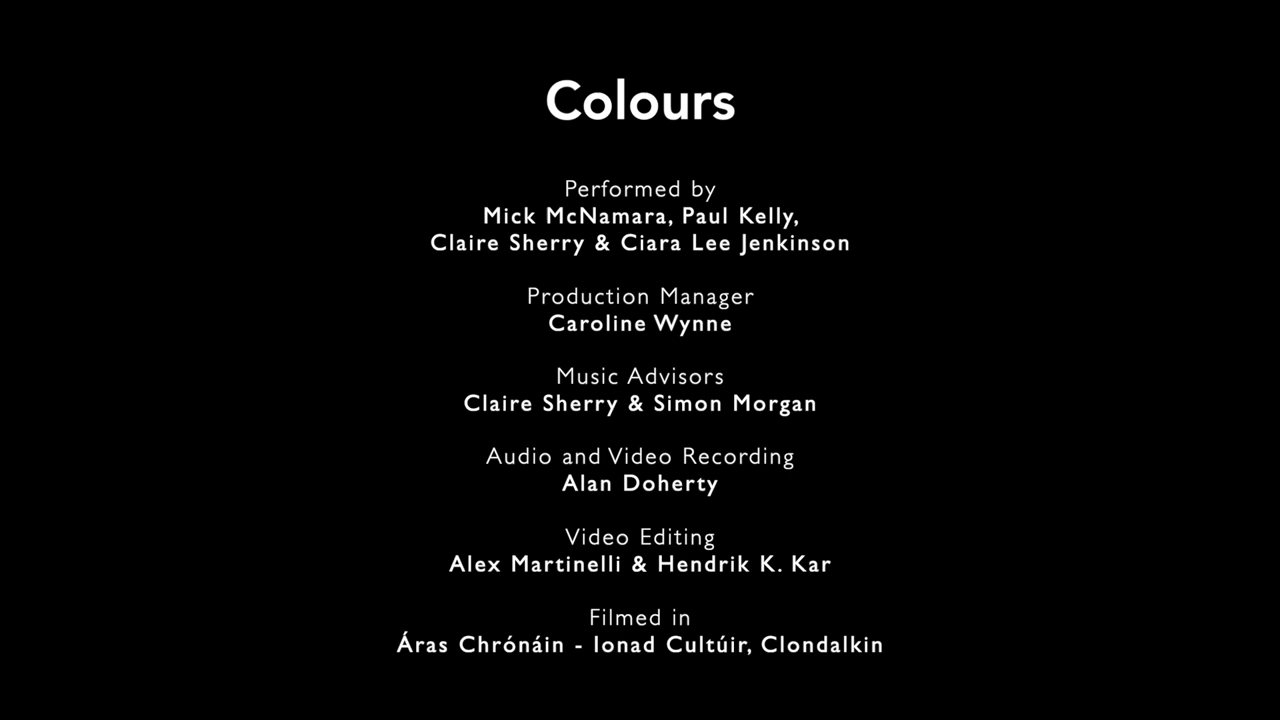 Colours
Performed by
Mick McNamara, Paul Kelly,
Claire Sherry & Ciara Lee Jenkinson
Production Manager
Caroline Wynne
Music Advisors
Claire Sherry & Simon Morgan
Audio and Video Recording
Alan Doherty
Video Editing
Alex Martinelli & Hendrik K. Kar
Filmed in
Áras Chrónáin - Ionad Cultúir, Clondalkin